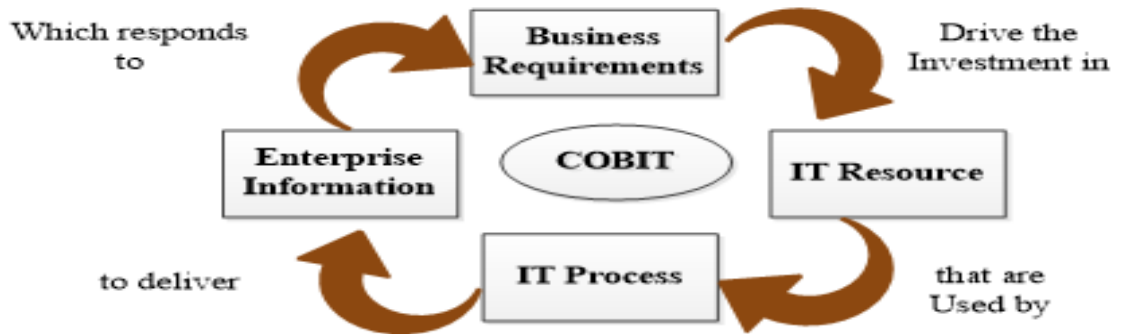 Which responds
to
Business
Requirements
Drive the
Investment in
Enterprise
Information
COBIT
IT Resource
to deliver
IT Process
that are
Used by